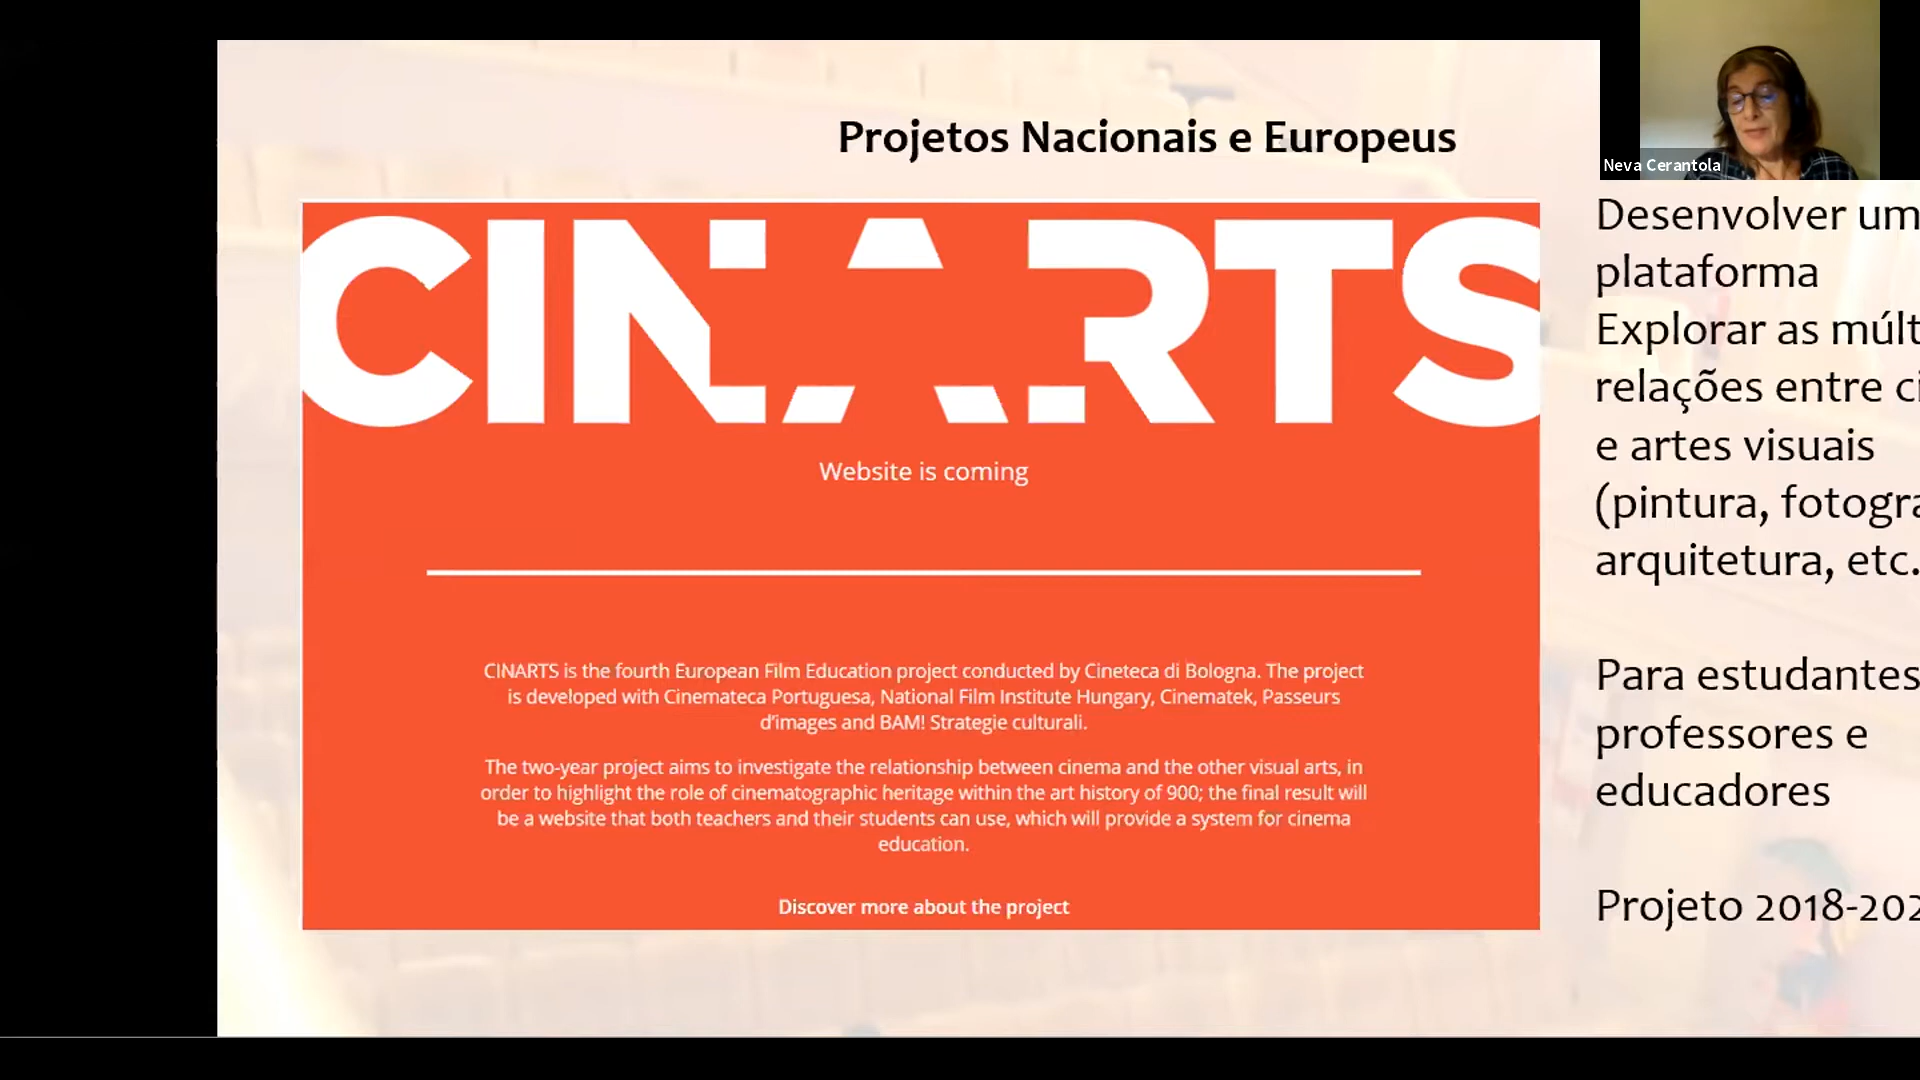 Projetos Nacionais e Europeus
Neva Cerantola
CINARTS
Website is coming
CINARTS is the fourth European Film Education project conducted by Cineteca di Bologna. The project
is developed with Cinemateca Portuguesa, National Film Institute Hungary, Cinematek, Passeurs
d'images and BAM! Strategie culturali.
The two-year project aims to investigate the relationship between cinema and the other visual arts, in
order to highlight the role of cinematographic heritage within the art history of 900; the final result will
be a website that both teachers and their students can use, which will provide a system for cinema
education.
Discover more about the project
Desenvolver um
plataforma
Explorar as
relações entre
e artes visuais
(pintura,
arquitetura, etc.
Para estudantes
professores e
educadores
Projeto